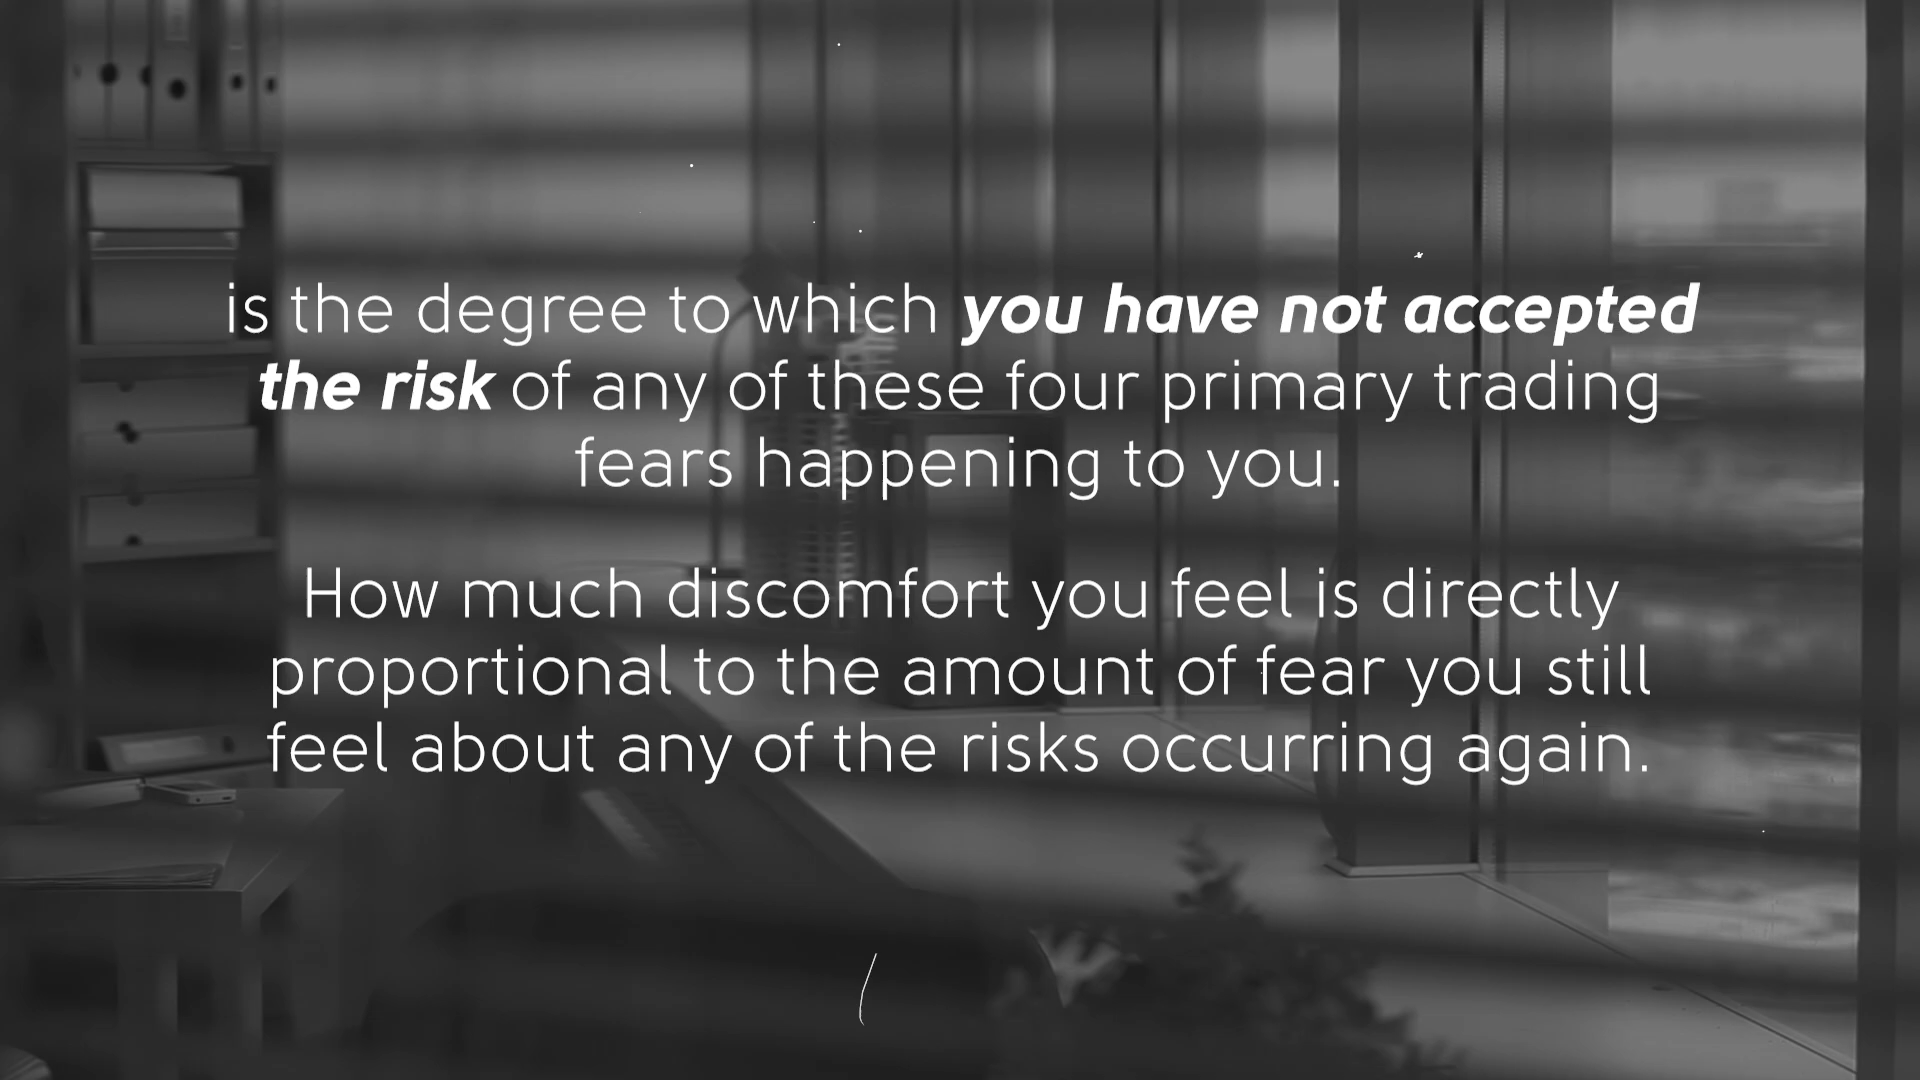 is the degree to which you have not accepted
the risk of any of these four primary trading
fears happening to you.
How much discomfort you feel is directly
proportional to the amount of fear you still
feel about any of the risks occurring again.